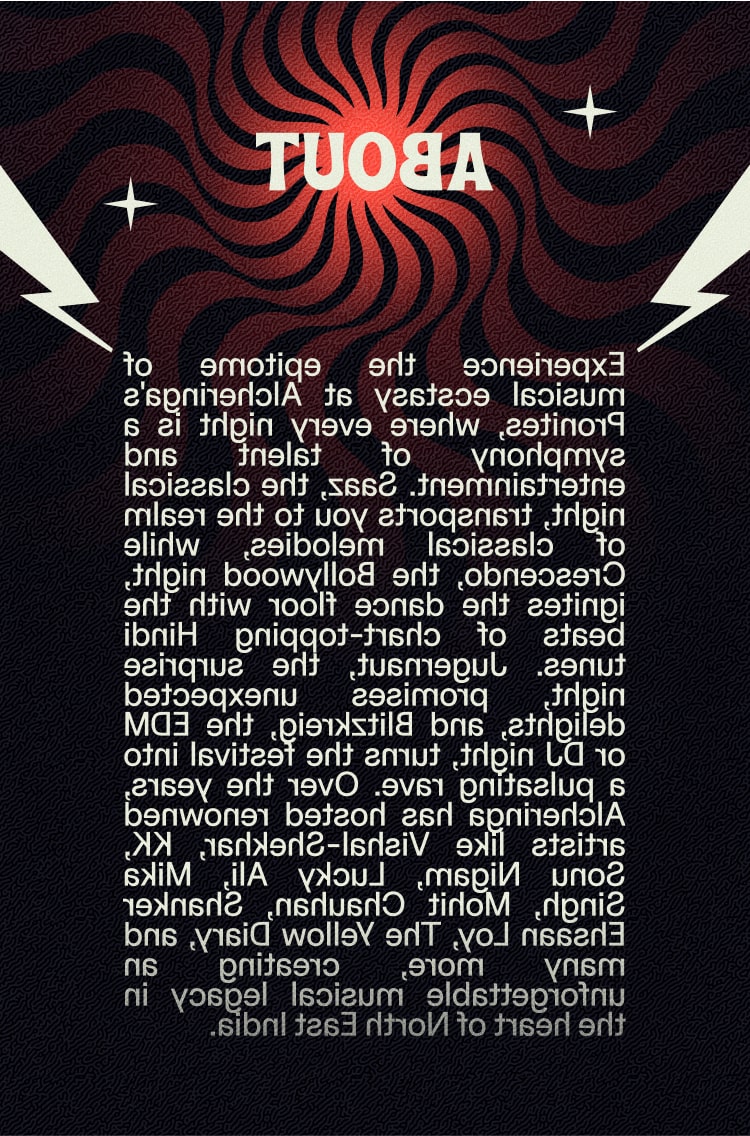 ABOUT
Experience the epitome of
musical ecstasy at Alcheringa's
Pronites, where every night is a
symphony of talent and
entertainment. Saaz, the classical
night, transports you to the realm
of classical melodies, while
Crescendo, the Bollywood night,
ignites the dance floor with the
beats of chart-topping Hindi
tunes. Jugernaut, the surprise
night, promises unexpected
delights, and Blitzkreig, the EDM
or DJ night, turns the festival into
a pulsating rave. Over the years,
Alcheringa has hosted renowned
artists like Vishal-Shekhar, KK,
Sonu Nigam, Lucky Ali, Mika
Singh, Mohit Chauhan, Shanker
Ehsaan Loy, The Yellow Diary, and
many more, creating an
unforgettable musical legacy in
the heart of North East India.